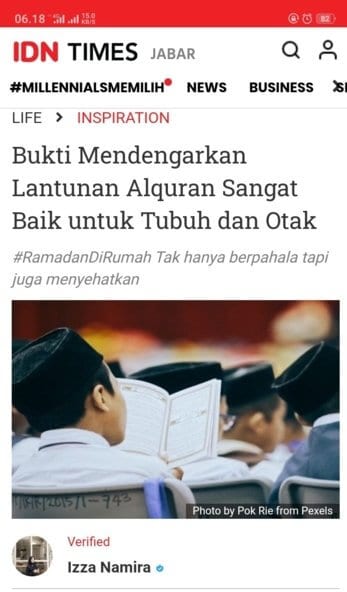 06.18 4G 15.0 KB/S 82
IDN TIMES JABAR
#MILLENNIALSMEMILIH NEWS BUSINESS
LIFE > INSPIRATION
Bukti Mendengarkan
Lantunan Alquran Sangat
Baik untuk Tubuh dan Otak
#RamadanDiRumah Tak hanya berpahala tapi
juga menyehatkan
Photo by Pok Rie from Pexels
Verified
Izza Namira